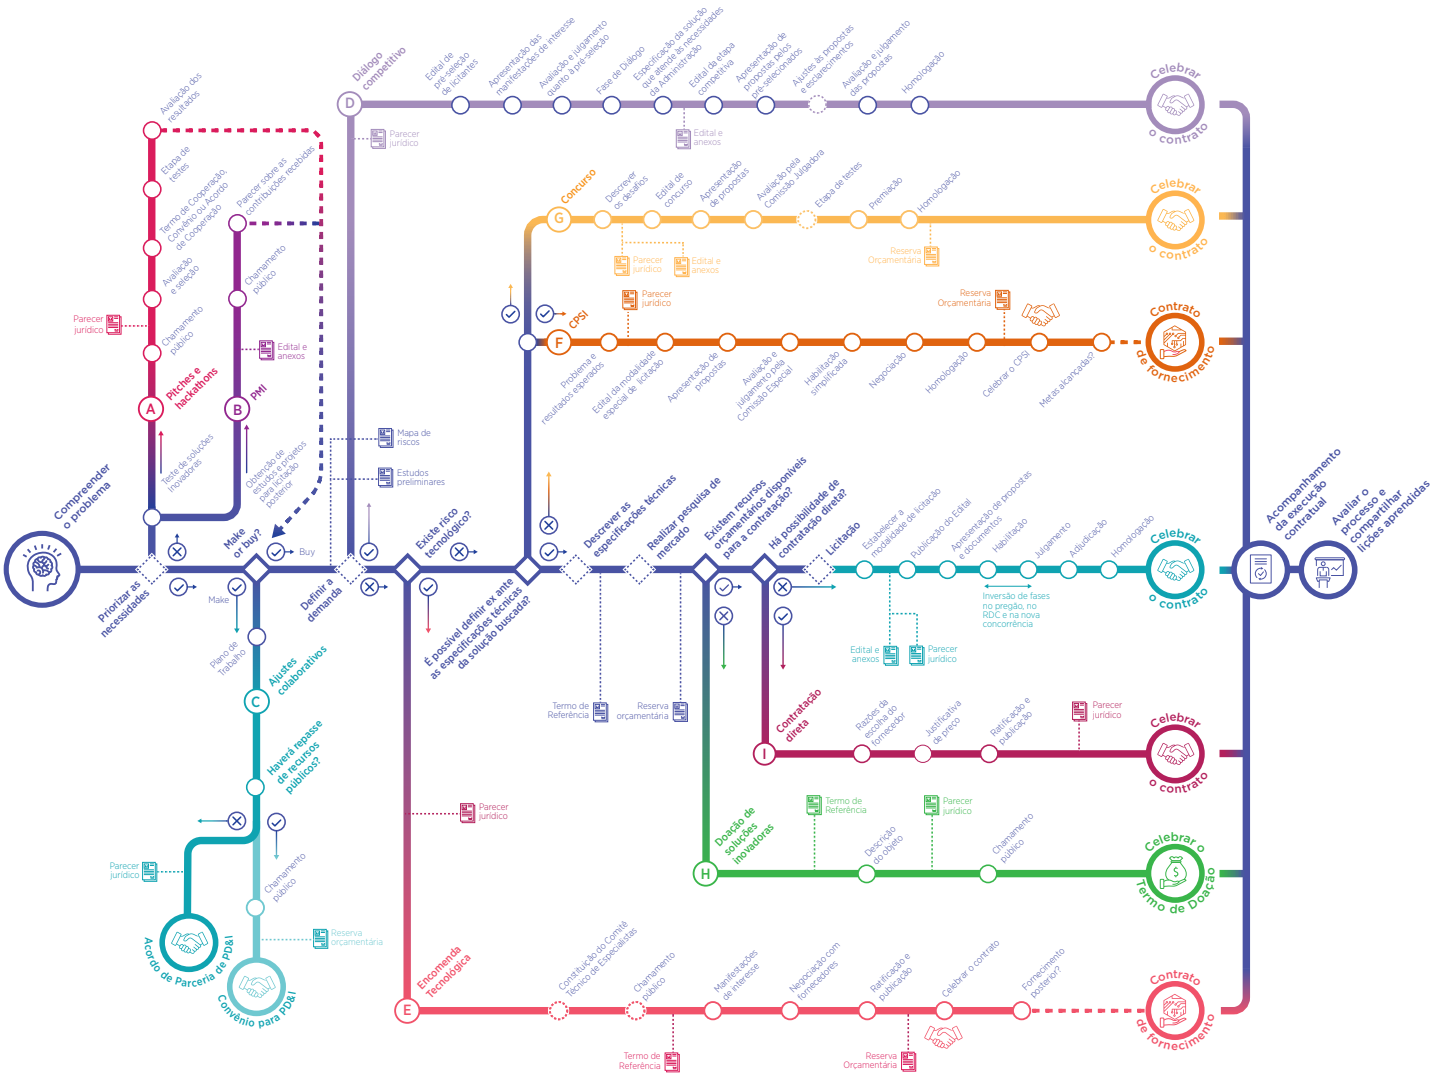 Diálogo
competitivo
D
Edital de
pré-seleção
de licitantes
Apresentação das
manifestações de interesse
Avaliação e julgamento
quanto à pré-seleção
Fase de Diálogo
Especificação da solução
que atende às necessidades
da Administração
Edital da etapa
competitiva
Apresentação de
propostas pelos
pré-selecionados
Ajustes às propostas
e esclarecimentos
Avaliação e julgamento
das propostas
Homologação
Celebrar
o contrato
Parecer
jurídico
Edital e
anexos
Avaliação dos
resultados
Etapa de
testes
Termo de Cooperação,
Convênio ou Acordo
de Cooperação
Avaliação
e seleção
Chamamento
público
Parecer
jurídico
Pitches e
hackathons
A
Teste de soluções
Inovadoras
Parecer sobre as
contribuições recebidas
Chamamento
público
Edital e
anexos
PMI
B
Obtenção de
estudos e projetos
para licitação
posterior
Concurso
G
Descrever
os desafios
Edital de
concurso
Apresentação
de propostas
Avaliação pela
Comissão Julgadora
Etapa de testes
Premiação
Homologação
Celebrar
o contrato
Parecer
jurídico
Edital e
anexos
Reserva
Orçamentária
CPSI
F
Parecer
jurídico
Reserva
Orçamentária
Problema e
resultados esperados
Edital da modalidade
especial de licitação
Apresentação de
propostas
Avaliação e
julgamento pela
Comissão Especial
Habilitação
simplificada
Negociação
Homologação
Celebrar o CPSI
Metas alcançadas?
Contrato
de fornecimento
Mapa de
riscos
Estudos
preliminares
Compreender
o problema
Priorizar as
necessidades
Make
or buy?
Buy
Make
Definir a
demanda
Existe risco
tecnológico?
É possível definir ex ante
as especificações técnicas
da solução buscada?
Descrever as
especificações técnicas
Realizar pesquisa de
mercado
Existem recursos
orçamentários disponíveis
para a contratação?
Há possibilidade de
contratação direta?
Licitação
Estabelecer a
modalidade de licitação
Publicação do Edital
Apresentação de propostas
e documentos
Habilitação
Julgamento
Adjudicação
Homologação
Celebrar
o contrato
Inversão de fases
no pregão, no
RDC e na nova
concorrência
Edital e
anexos
Parecer
jurídico
Acompanhamento
da execução
contratual
Avaliar o
processo e
compartilhar
lições aprendidas
Termo de
Referência
Reserva
orçamentária
Plano de
Trabalho
Ajustes
colaborativos
C
Haverá repasse
de recursos
públicos?
Parecer
jurídico
Chamamento
público
Reserva
orçamentária
Acordo de Parceria de PD&I
Convênio para PD&I
Contratação
direta
I
Razões da
escolha do
fornecedor
Justificativa
de preço
Ratificação e
publicação
Parecer
jurídico
Celebrar
o contrato
Doação de
soluções
inovadoras
H
Termo de
Referência
Parecer
jurídico
Descrição
do objeto
Chamamento
público
Celebrar o
Termo de Doação
Parecer
jurídico
Encomenda
Tecnológica
E
Constituição do Comitê
Técnico de Especialistas
Chamamento
público
Manifestações
de interesse
Negociação com
fornecedores
Ratificação e
publicação
Celebrar o contrato
Fornecimento
posterior?
Contrato
de fornecimento
Termo de
Referência
Reserva
Orçamentária